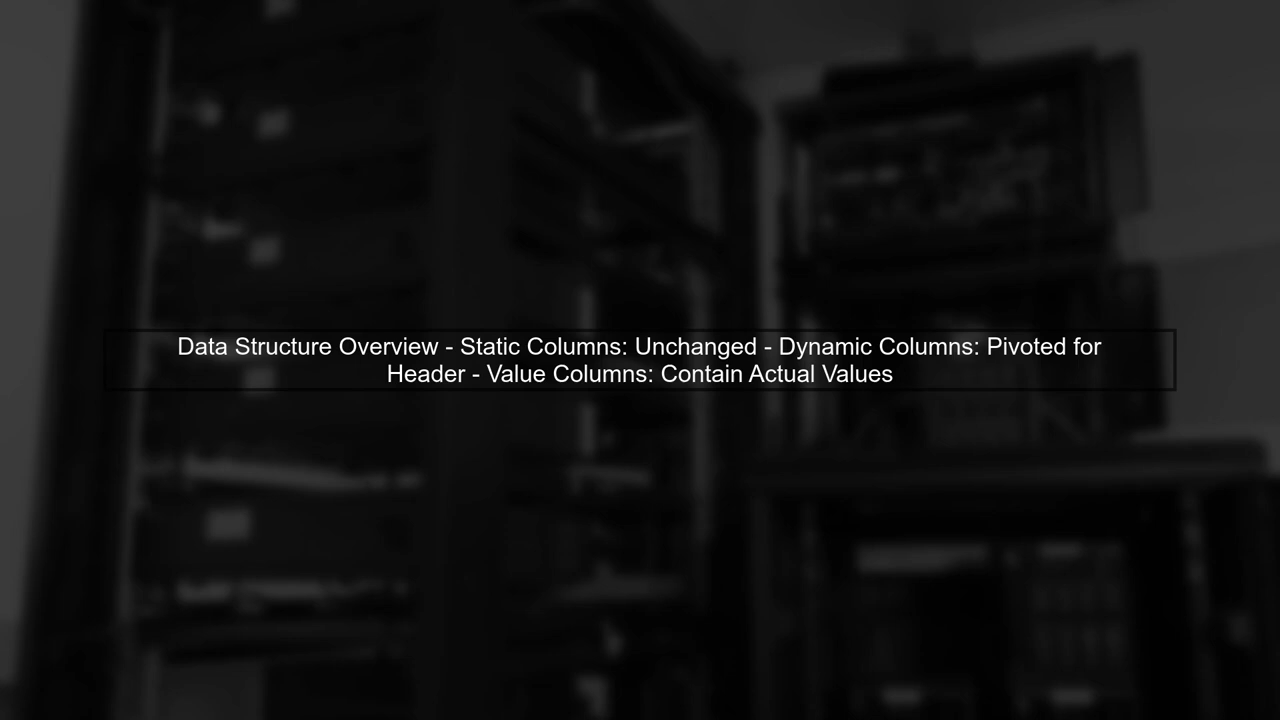 Data Structure Overview - Static Columns: Unchanged - Dynamic Columns: Pivoted for
Header - Value Columns: Contain Actual Values